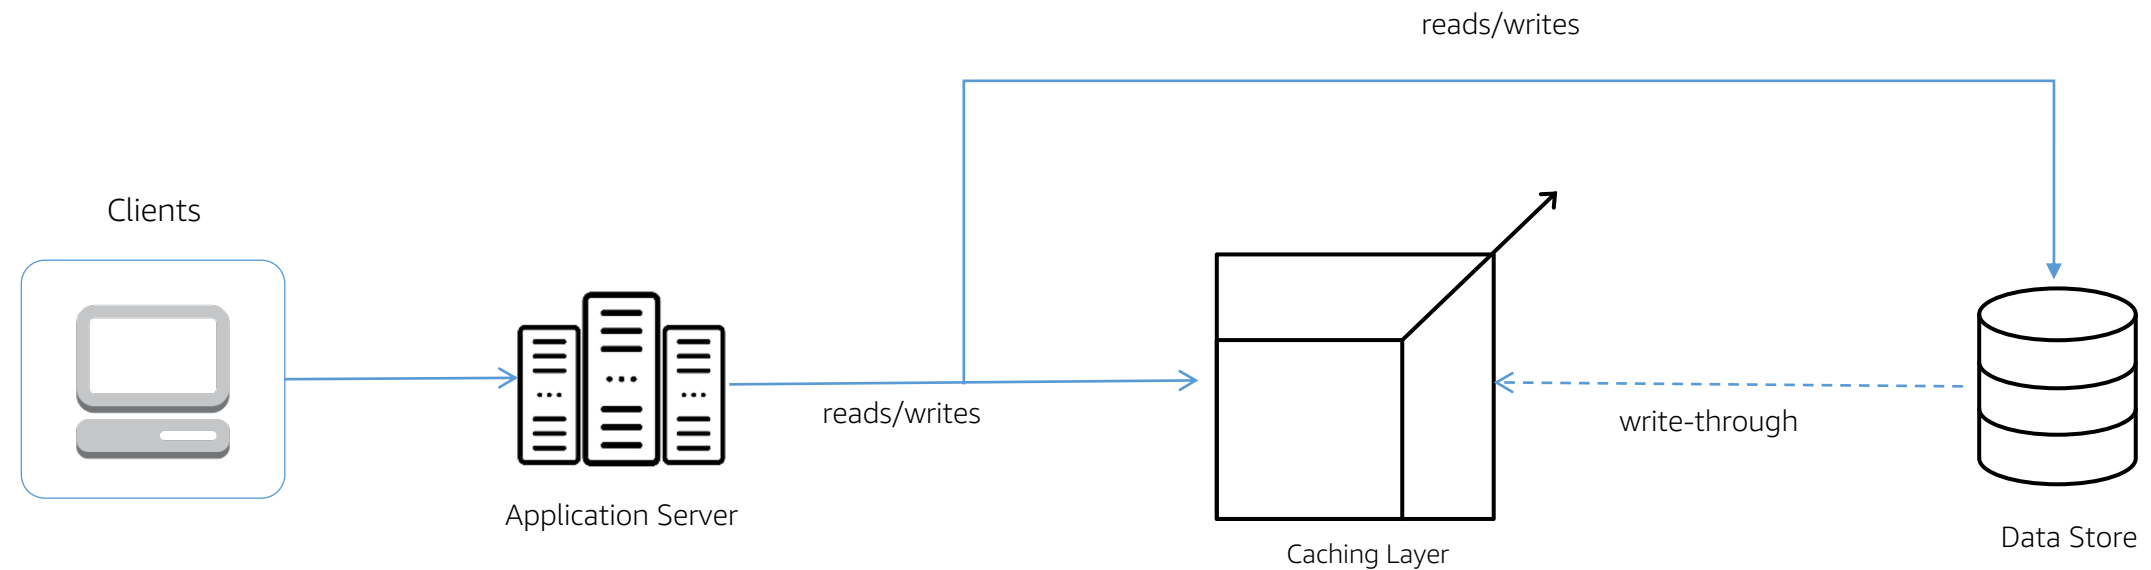 reads/writes
Clients
reads/writes
write-through
Application Server
Caching Layer
Data Store